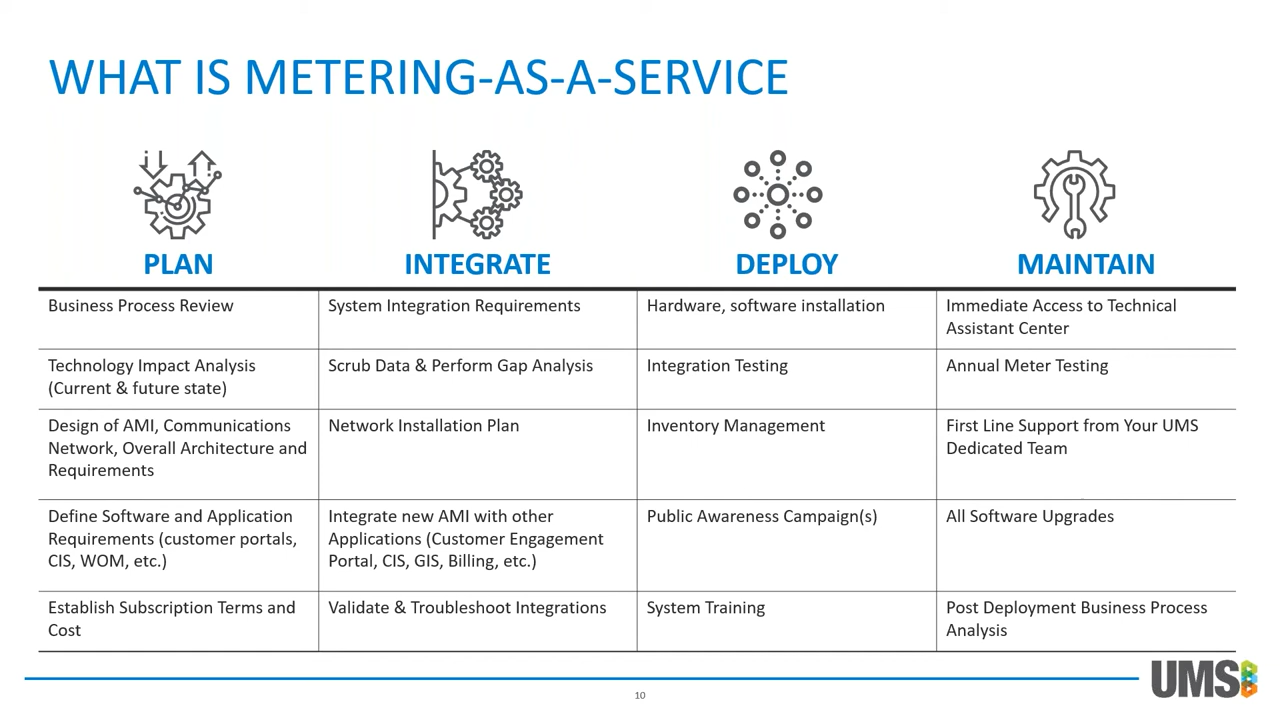 WHAT IS METERING-AS-A-SERVICE
PLAN
INTEGRATE
DEPLOY
MAINTAIN
Business Process Review
System Integration Requirements
Hardware, software installation
Immediate Access to Technical
Assistant Center
Technology Impact Analysis
(Current & future state)
Scrub Data & Perform Gap Analysis
Integration Testing
Annual Meter Testing
Design of AMI, Communications
Network, Overall Architecture and
Requirements
Network Installation Plan
Inventory Management
First Line Support from Your UMS
Dedicated Team
Define Software and Application
Requirements (customer portals,
CIS, WOM, etc.)
Integrate new AMI with other
Applications (Customer Engagement
Portal, CIS, GIS, Billing, etc.)
Public Awareness Campaign(s)
All Software Upgrades
Establish Subscription Terms and
Cost
Validate & Troubleshoot Integrations
System Training
Post Deployment Business Process
Analysis
10
UMS